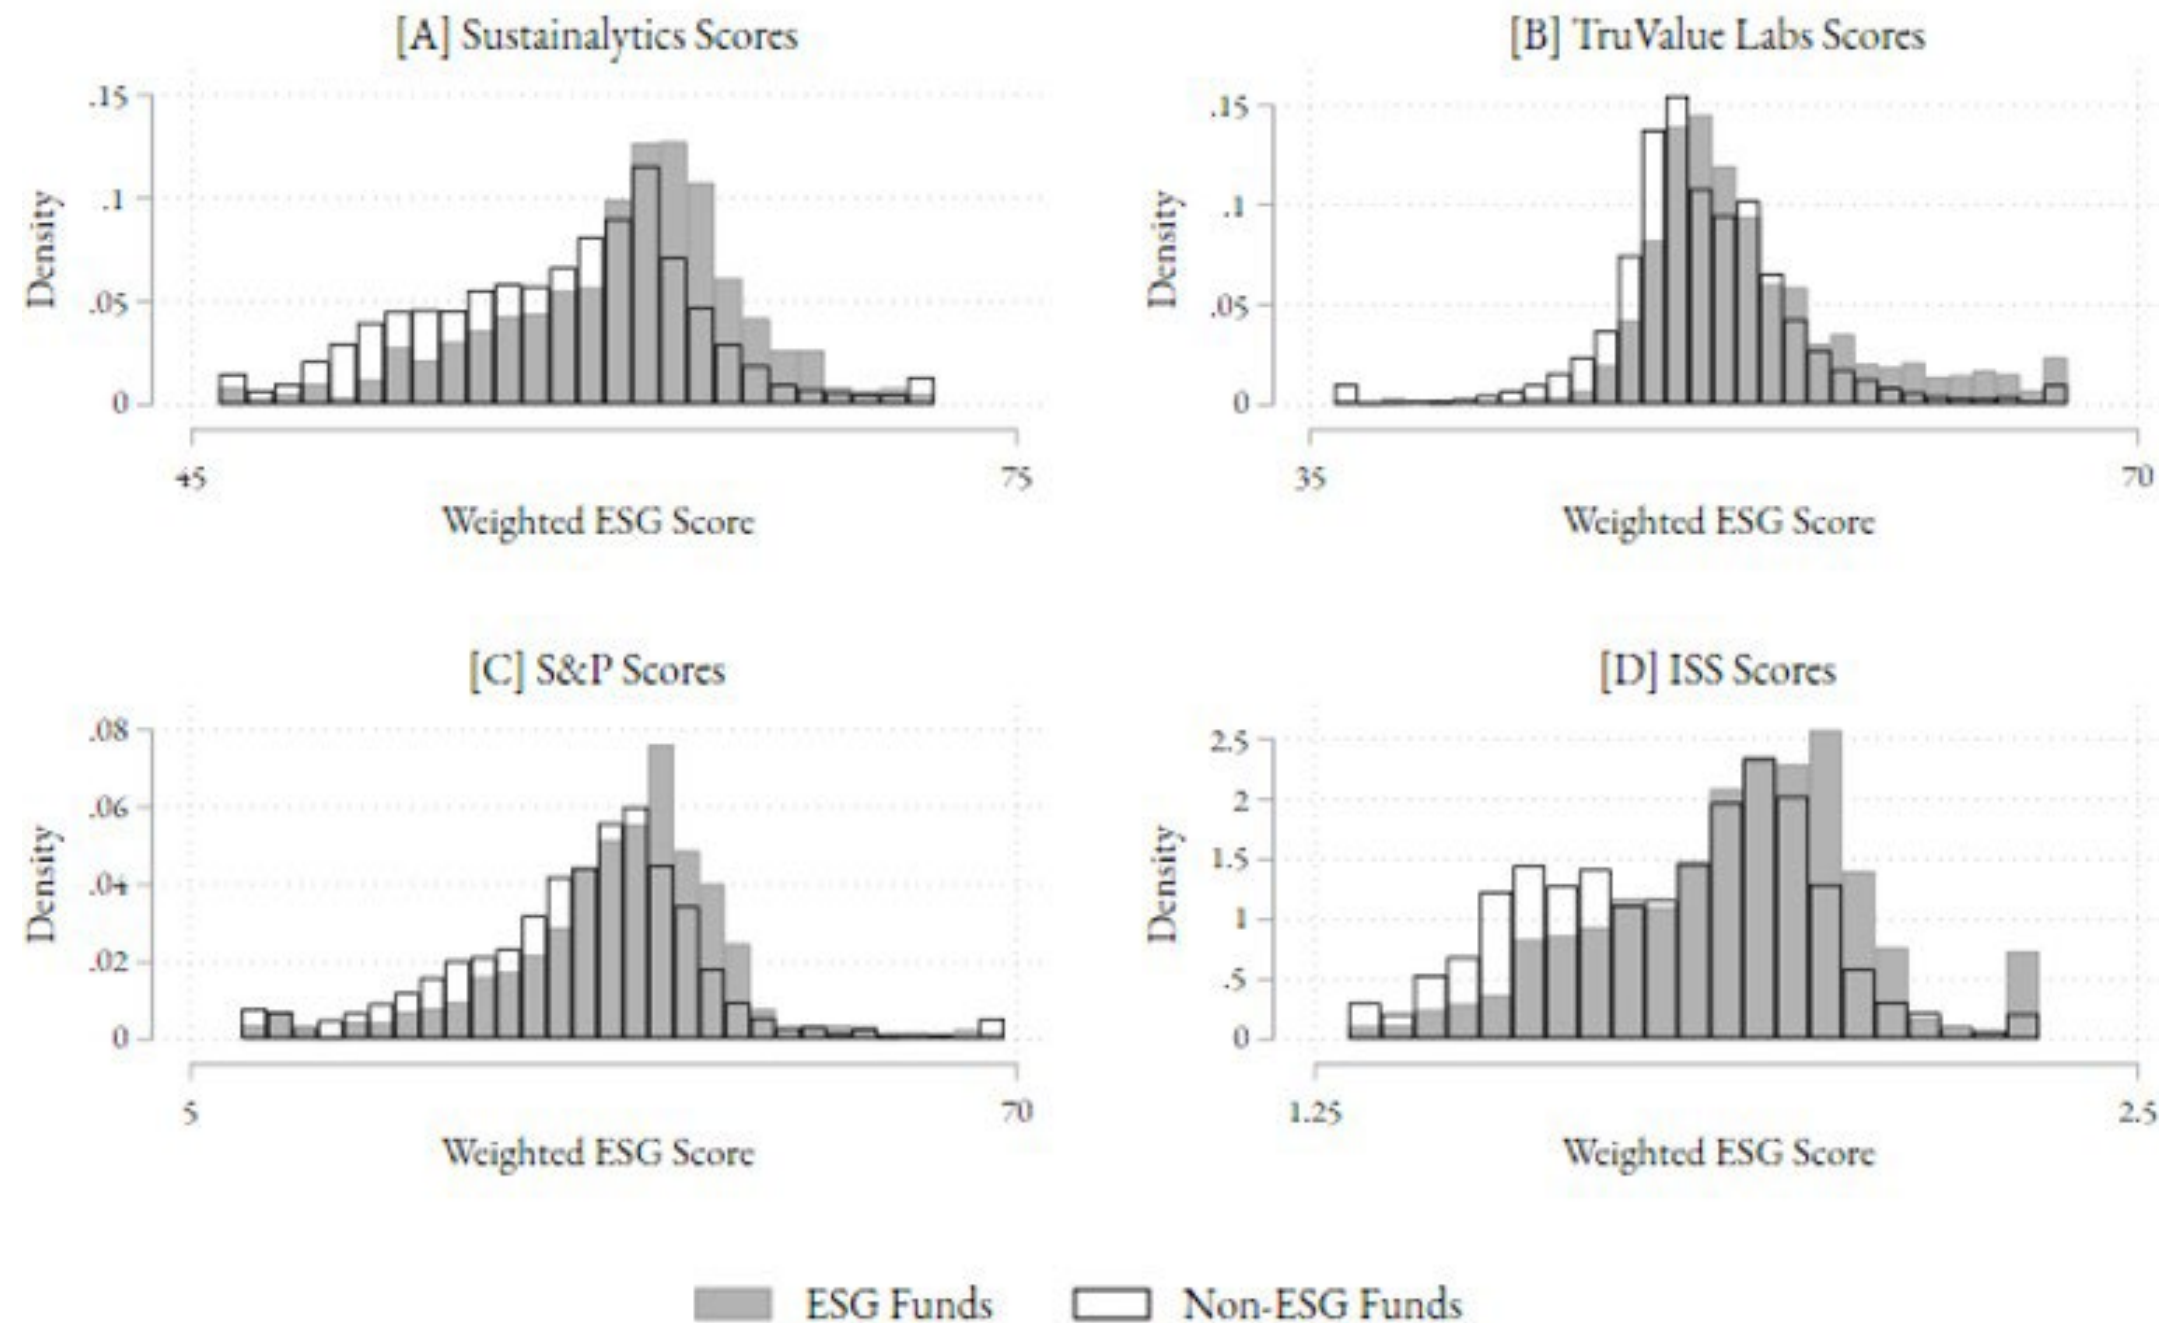 [A] Sustainalytics Scores
.15
.1
.05
0
Density
45
75
Weighted ESG Score
[B] TruValue Labs Scores
.15
.1
.05
0
Density
35
70
Weighted ESG Score
[C] S&P Scores
.08
.06
.04
.02
0
Density
5
70
Weighted ESG Score
[D] ISS Scores
2.5
2
1.5
1
.5
0
Density
1.25
2.5
Weighted ESG Score
ESG Funds
Non-ESG Funds